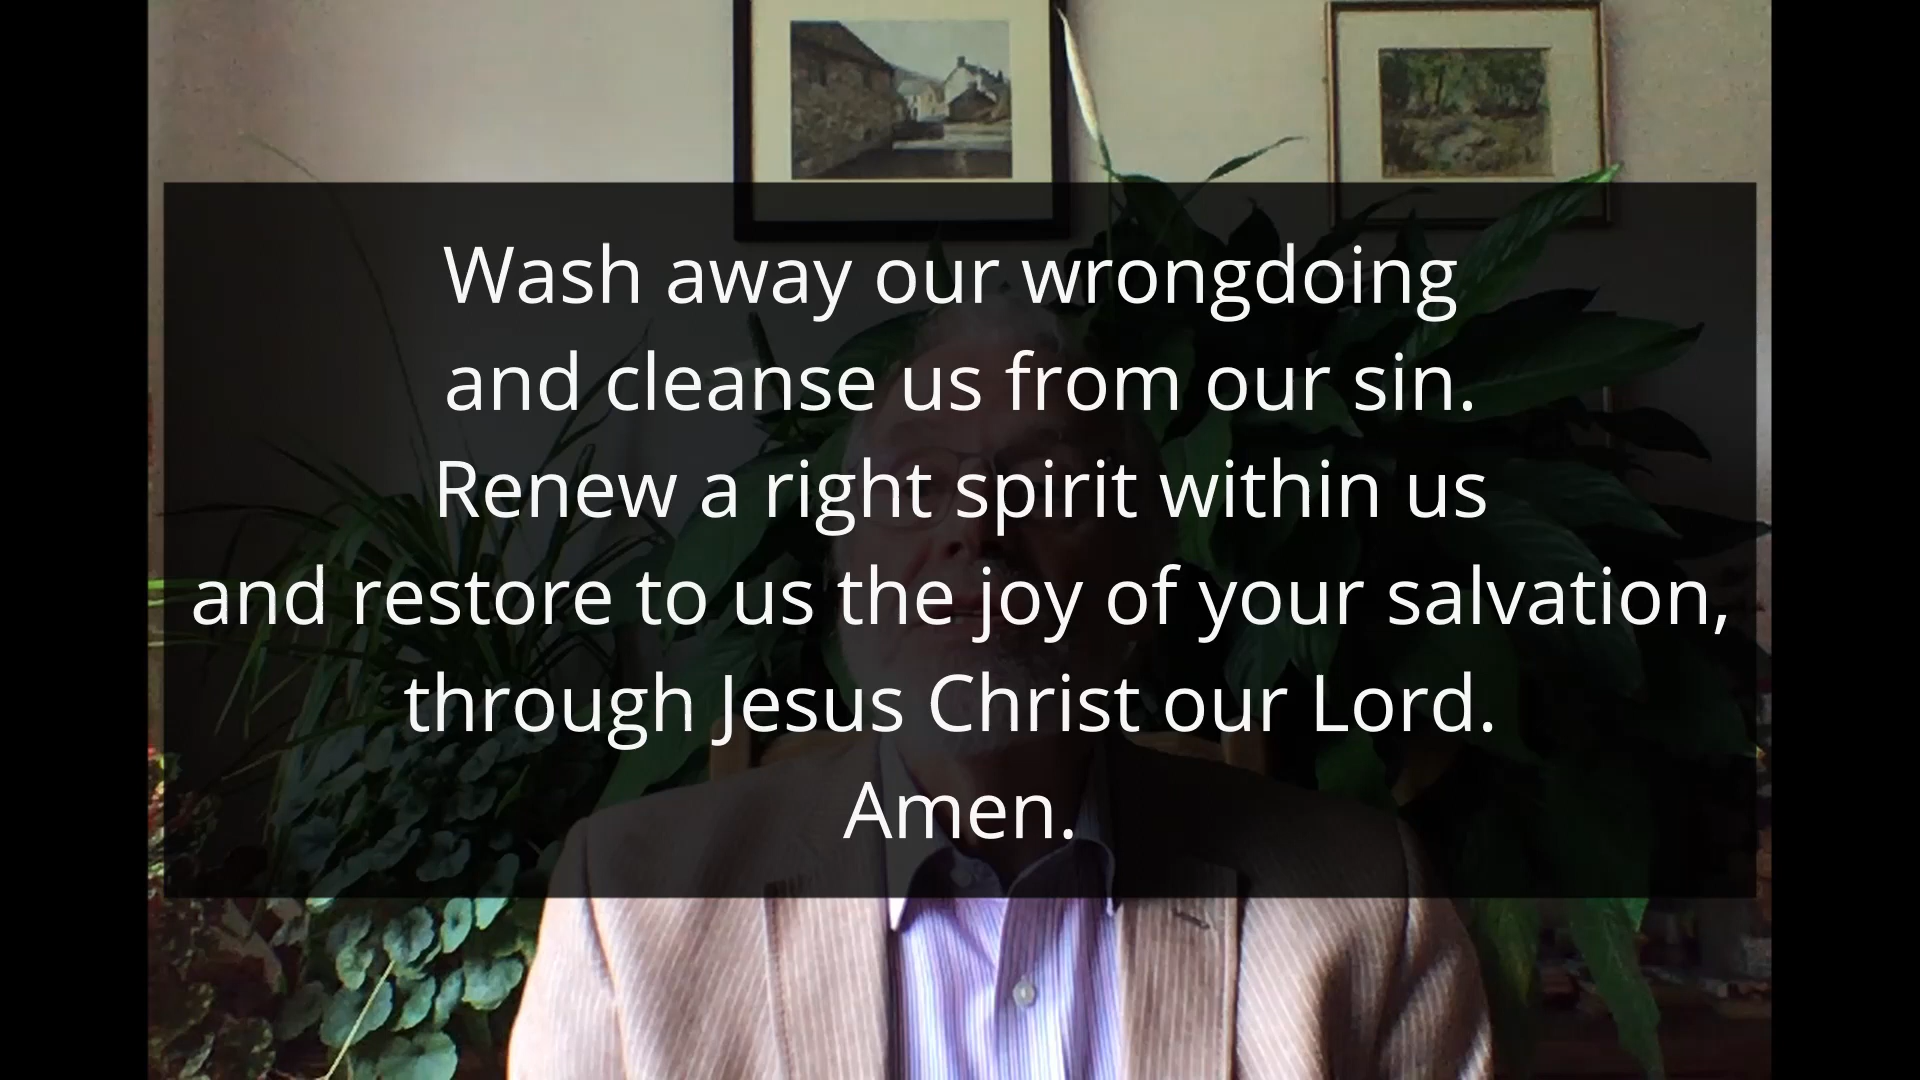 Wash away our wrongdoing
and cleanse us from our sin.
Renew a right spirit within us
and restore to us the joy of your salvation,
through Jesus Christ our Lord.
Amen.